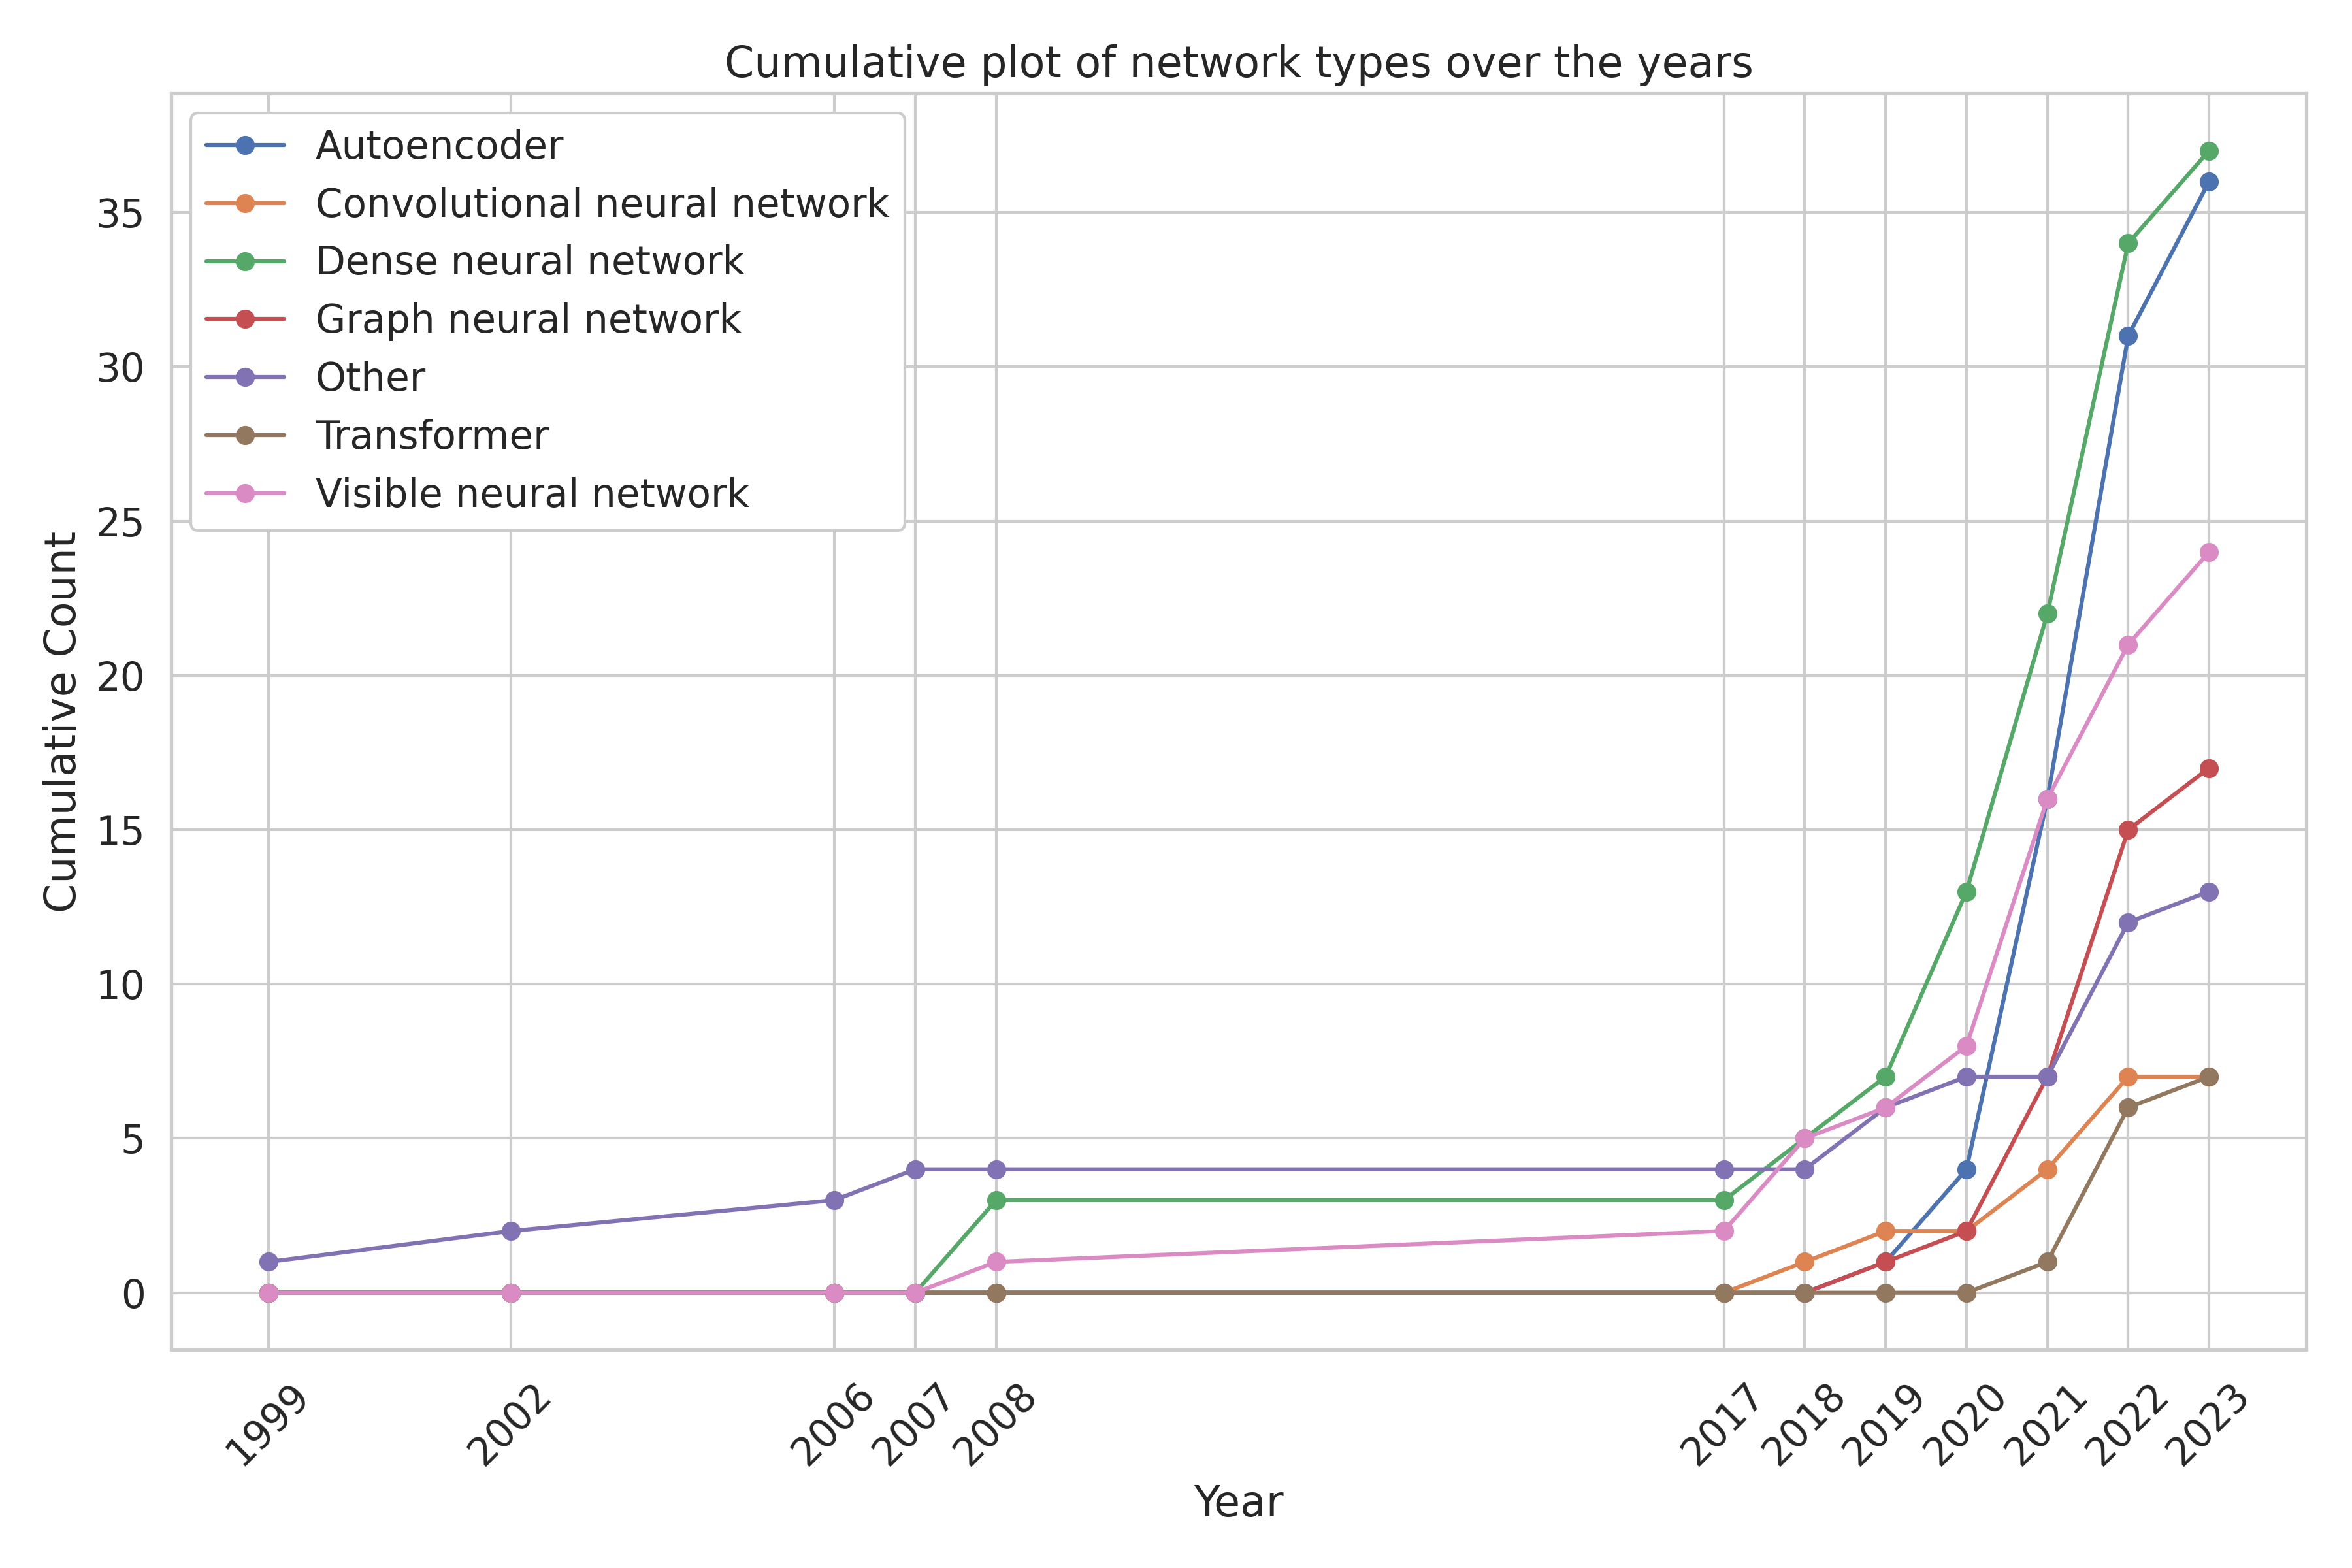 Cumulative plot of network types over the years
Autoencoder
Convolutional neural network
Dense neural network
Graph neural network
Other
Transformer
Visible neural network
Cumulative Count
35
30
25
20
15
10
5
0
1999
2002
2006
2007
2008
2017
2018
2019
2020
2021
2022
2023
Year